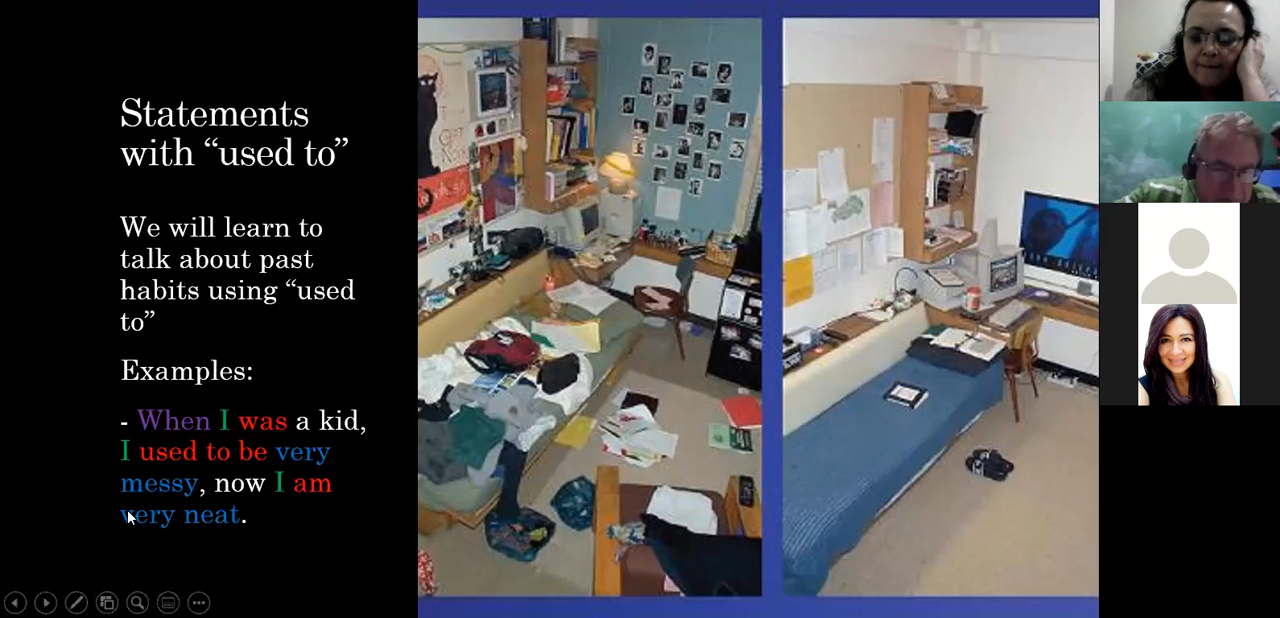 Statements
with “used to”
We will learn to
talk about past
habits using “used
to”
Examples:
- When I was a kid,
I used to be very
messy, now I am
very neat.